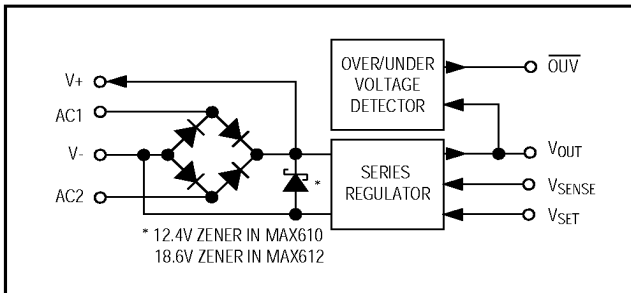 V+
AC1
V-
AC2
OVER/UNDER
VOLTAGE
DETECTOR
OUV
SERIES
REGULATOR
VOUT
VSENSE
VSET
*
* 12.4V ZENER IN MAX610
18.6V ZENER IN MAX612